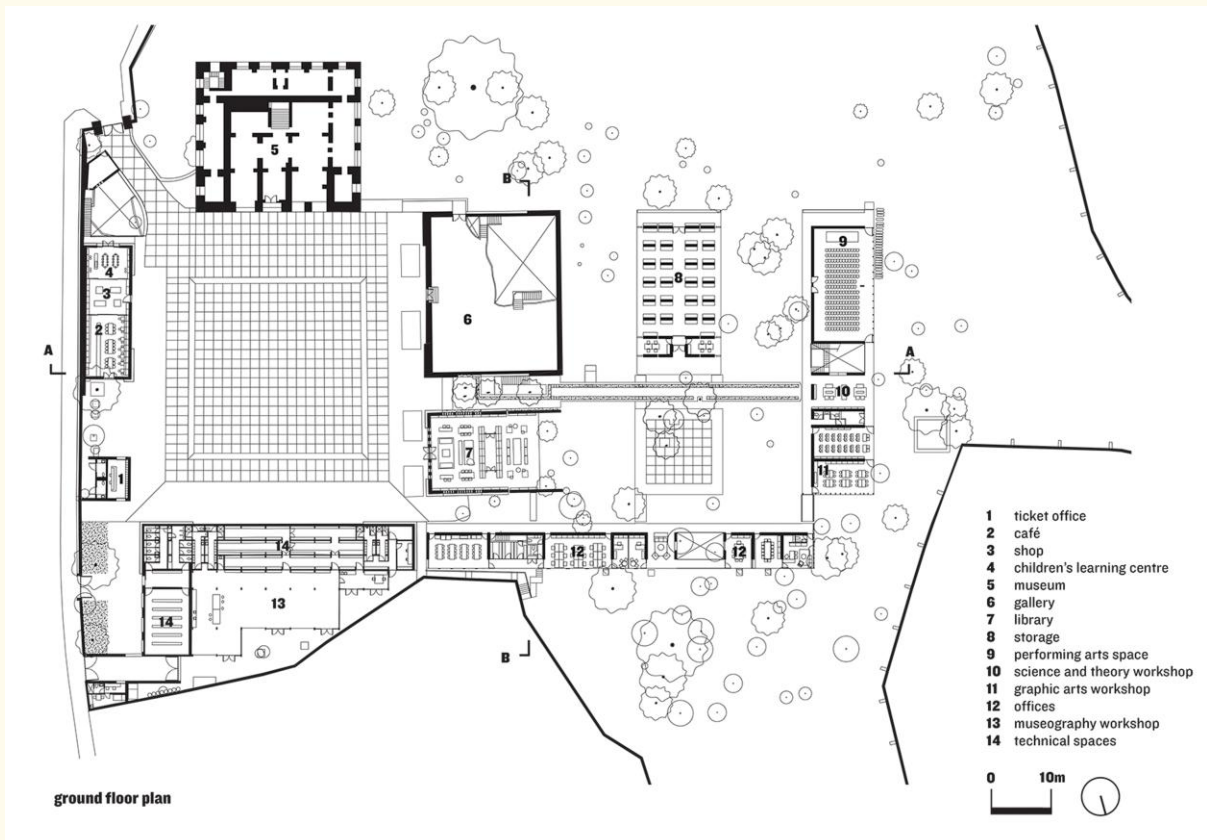 5
B
4
3
9
8
2
6
A
A
10
7
11
1
14
12
12
13
14
B
1 ticket office
2 café
3 shop
4 children's learning centre
5 museum
6 gallery
7 library
8 storage
9 performing arts space
10 science and theory workshop
11 graphic arts workshop
12 offices
13 museography workshop
14 technical spaces
0 10m
ground floor plan